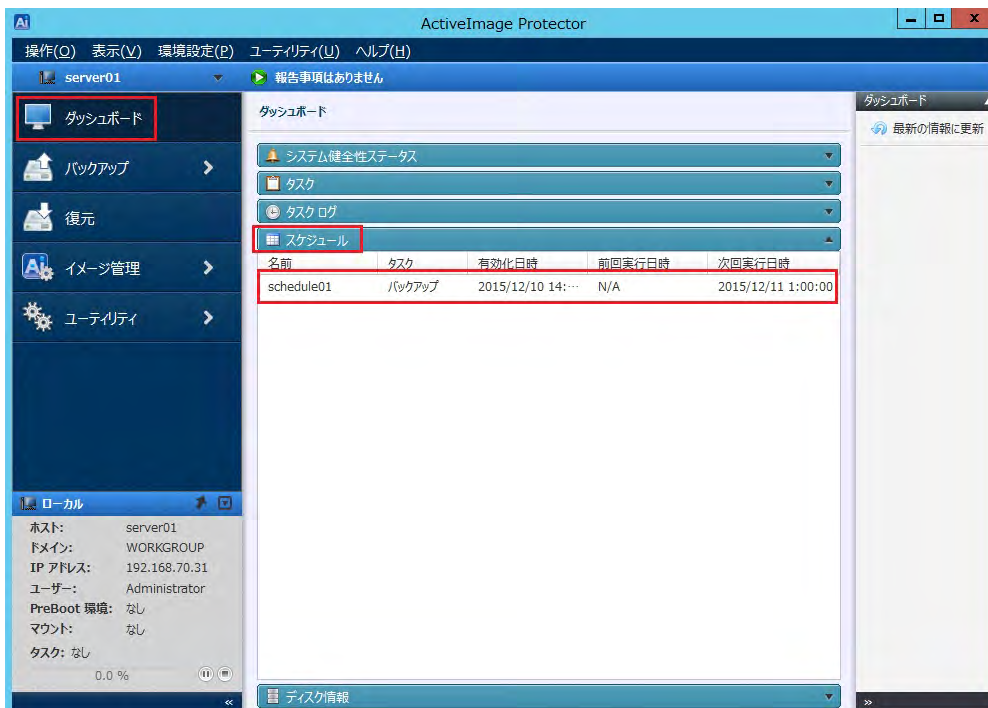 Ai
ActiveImage Protector
操作(O) 表示(V) 環境設定(P) ユーティリティ(U) ヘルプ(H)
server01
報告事項はありません
ダッシュボード
バックアップ
復元
Ai イメージ管理
ユーティリティ
ダッシュボード
システム健全性ステータス
タスク
タスク ログ
スケジュール
名前 タスク 有効化日時 前回実行日時 次回実行日時
schedule01 バックアップ 2015/12/10 14:… N/A 2015/12/11 1:00:00
ディスク情報
ダッシュボード
最新の情報に更新
ローカル
ホスト: server01
ドメイン: WORKGROUP
IP アドレス: 192.168.70.31
ユーザー: Administrator
PreBoot 環境: なし
マウント: なし
タスク: なし
0.0 %
«
»